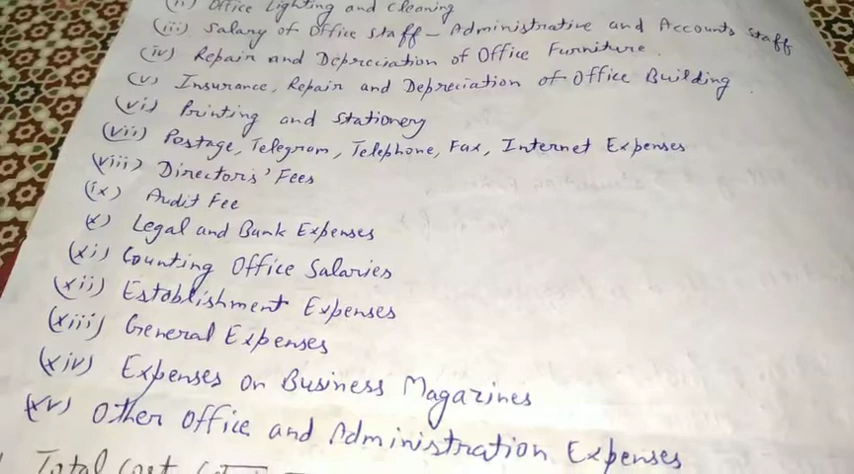 (ii) Office Lighting and Cleaning
(iii) Salary of Office Staff - Administrative and Accounts Staff
(iv) Repair and Depreciation of Office Furniture.
(v) Insurance, Repair and Depreciation of Office Building.
(vi) Printing and Stationery
(vii) Postage, Telegram, Telephone, Fax, Internet Expenses
(viii) Directors' Fees
(ix) Audit Fee
(x) Legal and Bank Expenses
(xi) Counting Office Salaries
(xii) Establishment Expenses
(xiii) General Expenses
(xiv) Expenses on Business Magazines
(xv) Other Office and Administration Expenses
Total Cost